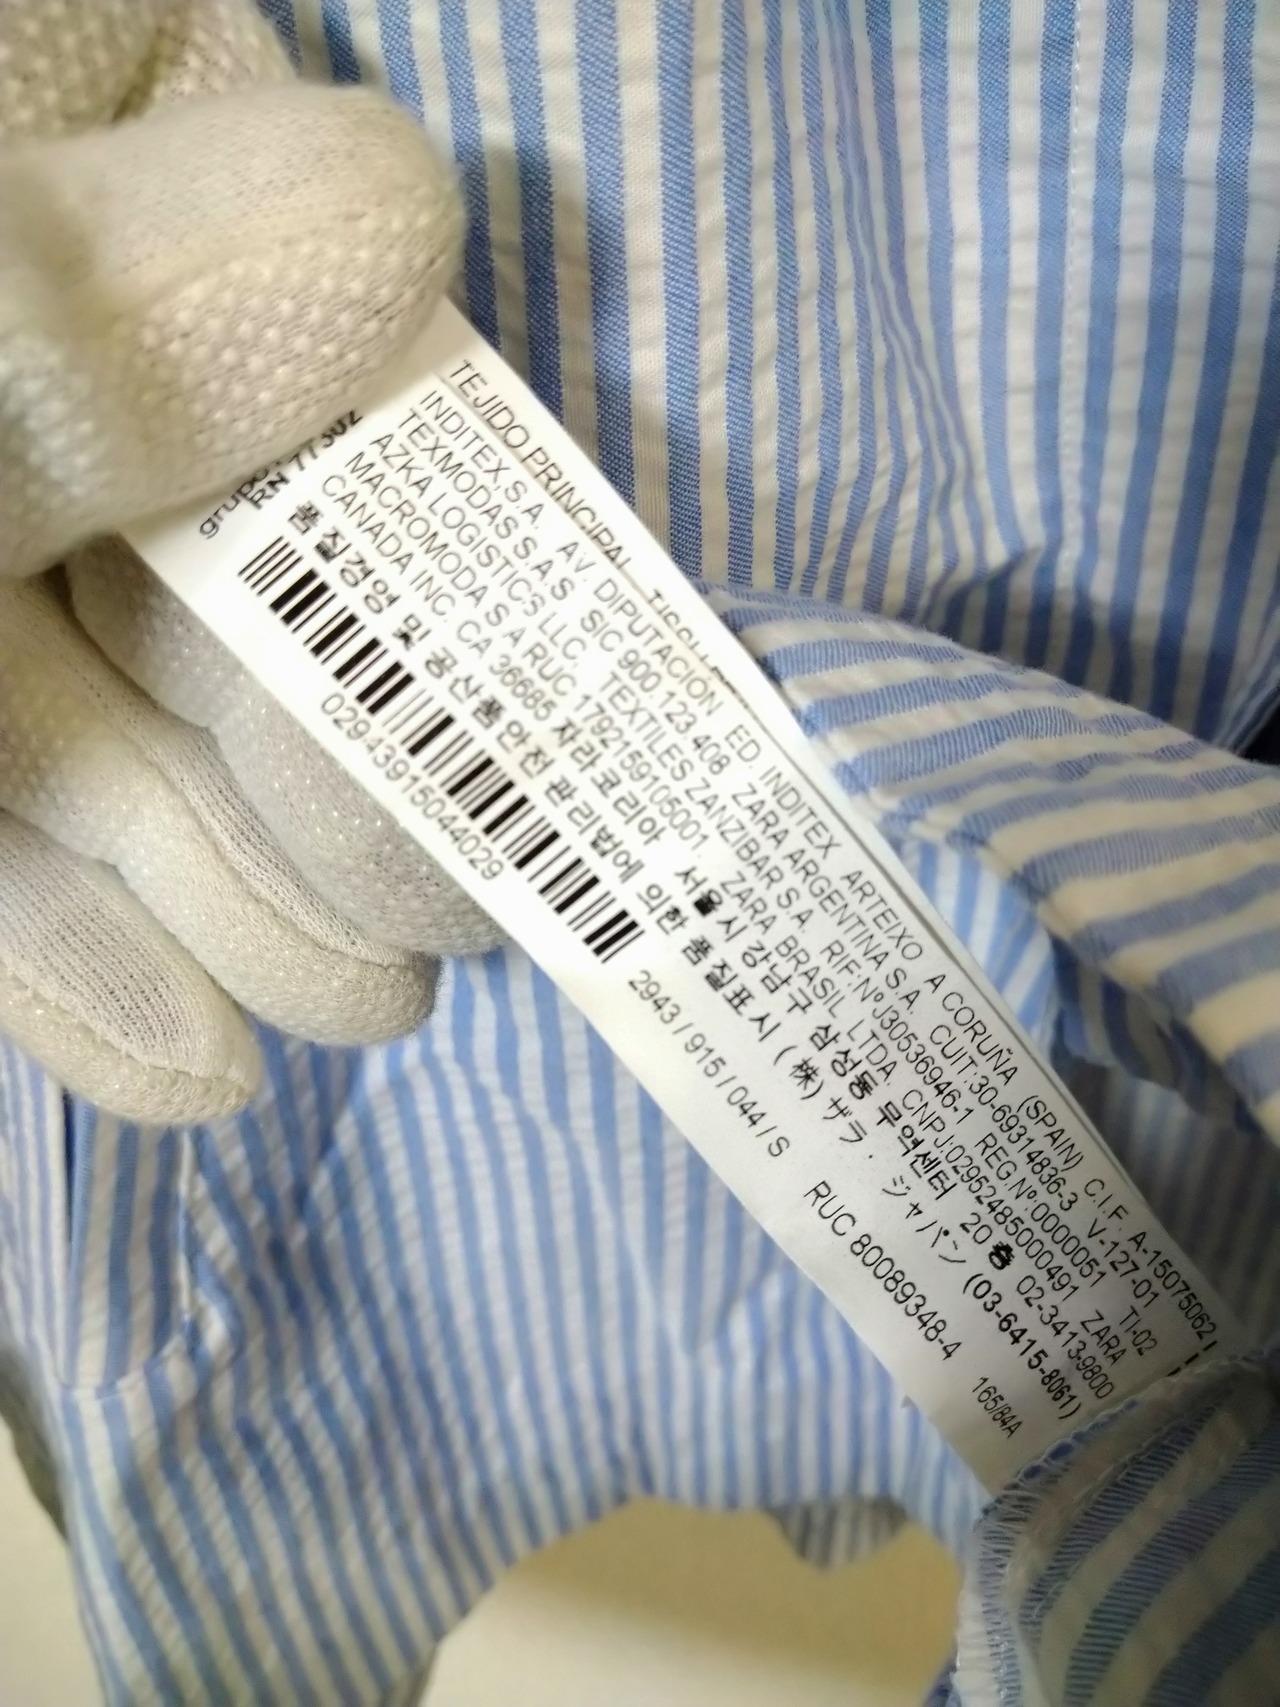 TEJIDO PRINCIPAL
INDITEX,S.A. AV. DIPUTACION ED. INDITEX ARTEIXO A CORUÑA (SPAIN) C.I.F. A-15075062
TEXMODAS S.A.S. SIC 900.123.408 ZARA ARGENTINA S.A. CUIT:30-69314836-3 V-127-01
AZKA LOGISTICS LLC. TEXTILES ZANZIBAR S.A. RIF:Nº J30536946-1 REG.Nº:0000051 TI-02
MACROMODA S A RUC 1792159105001. ZARA BRASIL LTDA. CNPJ:02952485000491 ZARA
CANADA INC. CA 36685 자라코리아 서울시 강남구 삼성동 무역센터 20층 02-3413-9800
품질경영 및 공산품안전 관리법에 의한 품질표시 (株) ザラ・ジャパン (03-6415-8061)
grupo
RN 77302
02943915044029
2943 / 915 / 044 / S
RUC 80089348-4
165/84A